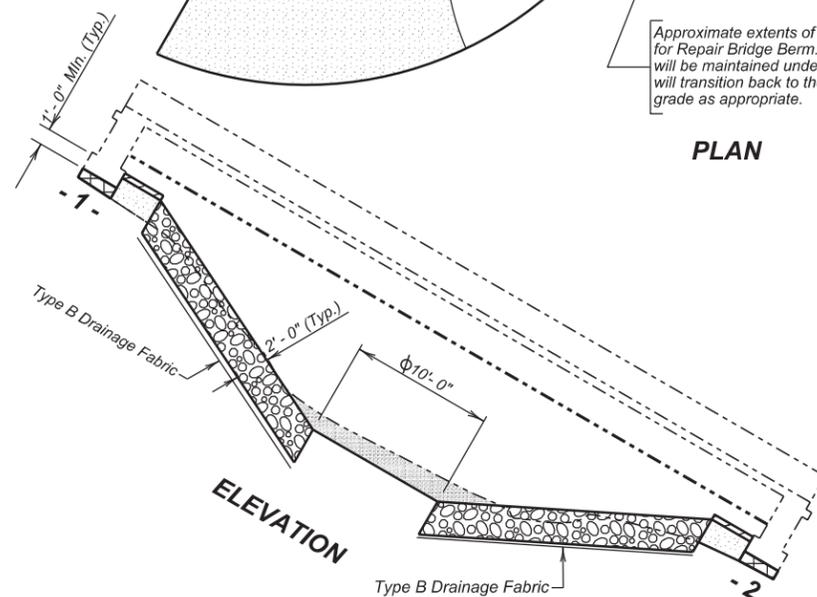 1'- 0" Min. (Typ.)
Approximate extents of
for Repair Bridge Berm.
will be maintained unde
will transition back to the
grade as appropriate.
PLAN
- 1 -
Type B Drainage Fabric
2'- 0" (Typ.)
ϕ10'- 0"
ELEVATION
Type B Drainage Fabric
- 2